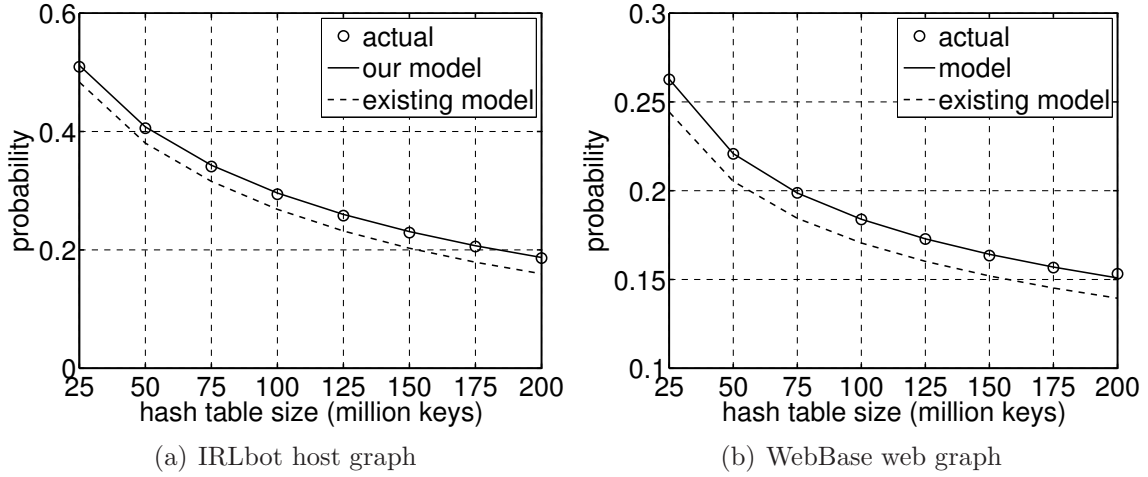 0.6
0.4
0.2
0
probability
actual
our model
existing model
25 50 75 100 125 150 175 200
hash table size (million keys)
(a) IRLbot host graph
0.3
0.25
0.2
0.15
0.1
probability
actual
model
existing model
25 50 75 100 125 150 175 200
hash table size (million keys)
(b) WebBase web graph